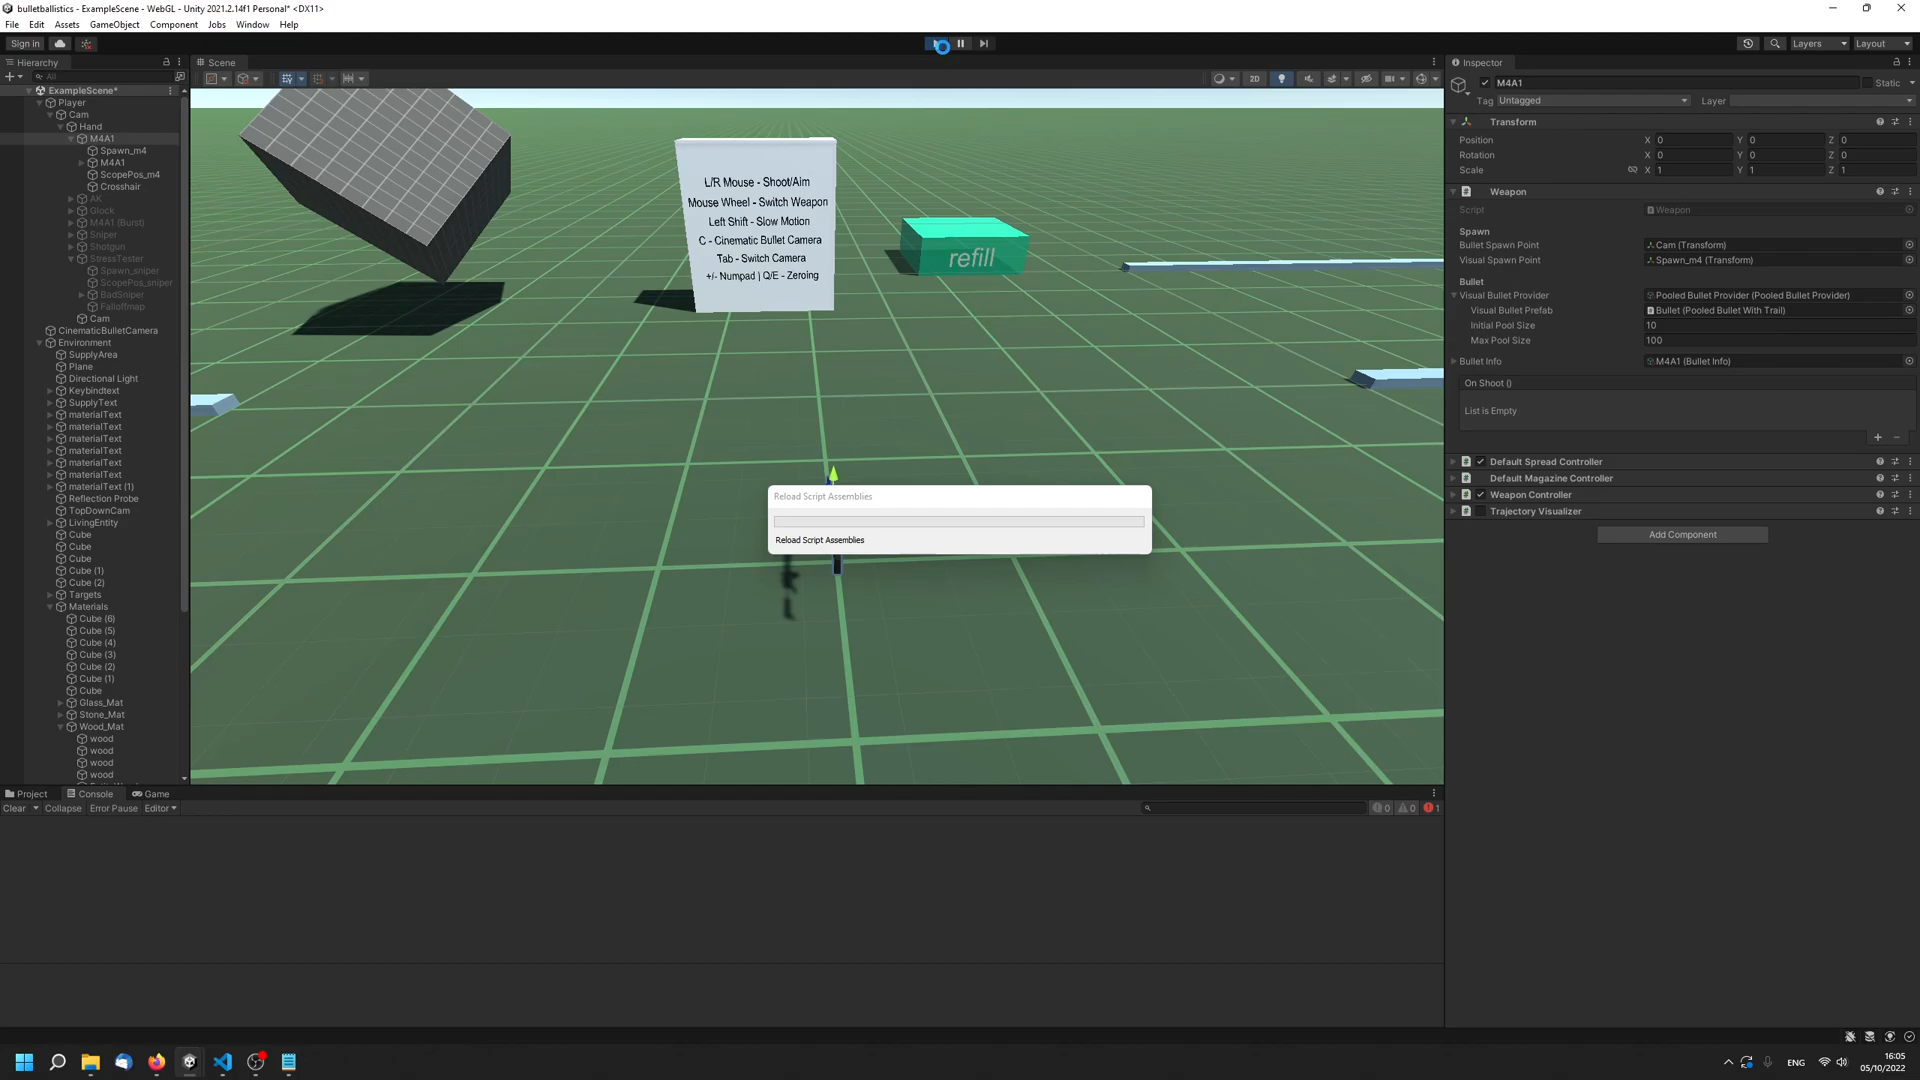 bulletballistics - ExampleScene - WebGL - Unity 2021.2.14f1 Personal* <DX11>
File Edit Assets GameObject Component Jobs Window Help
Sign in
Layers Layout
Hierarchy
Scene
Inspector
All
2D
ExampleScene*
Player
Cam
Hand
M4A1
Spawn_m4
M4A1
ScopePos_m4
Crosshair
AK
Glock
M4A1 (Burst)
Sniper
Shotgun
StressTester
Spawn_sniper
ScopePos_sniper
BadSniper
Falloffmap
Cam
CinematicBulletCamera
Environment
SupplyArea
Plane
Directional Light
Keybindtext
SupplyText
materialText
materialText
materialText
materialText
materialText
materialText
materialText (1)
Reflection Probe
TopDownCam
LivingEntity
Cube
Cube
Cube
Cube (1)
Cube (2)
Targets
Materials
Cube (6)
Cube (5)
Cube (4)
Cube (3)
Cube (2)
Cube (1)
Cube
Glass_Mat
Stone_Mat
Wood_Mat
wood
wood
wood
wood
L/R Mouse - Shoot/Aim
Mouse Wheel - Switch Weapon
Left Shift - Slow Motion
C - Cinematic Bullet Camera
Tab - Switch Camera
+/- Numpad | Q/E - Zeroing
refill
Reload Script Assemblies
Reload Script Assemblies
M4A1 Static
Tag Untagged Layer
Transform
Position X 0 Y 0 Z 0
Rotation X 0 Y 0 Z 0
Scale X 1 Y 1 Z 1
Weapon
Script Weapon
Spawn
Bullet Spawn Point Cam (Transform)
Visual Spawn Point Spawn_m4 (Transform)
Bullet
Visual Bullet Provider Pooled Bullet Provider (Pooled Bullet Provider)
Visual Bullet Prefab Bullet (Pooled Bullet With Trail)
Initial Pool Size 10
Max Pool Size 100
Bullet Info M4A1 (Bullet Info)
On Shoot ()
List is Empty
Default Spread Controller
Default Magazine Controller
Weapon Controller
Trajectory Visualizer
Add Component
Project Console Game
Clear Collapse Error Pause Editor
0 0 1
ENG
16:05
05/10/2022